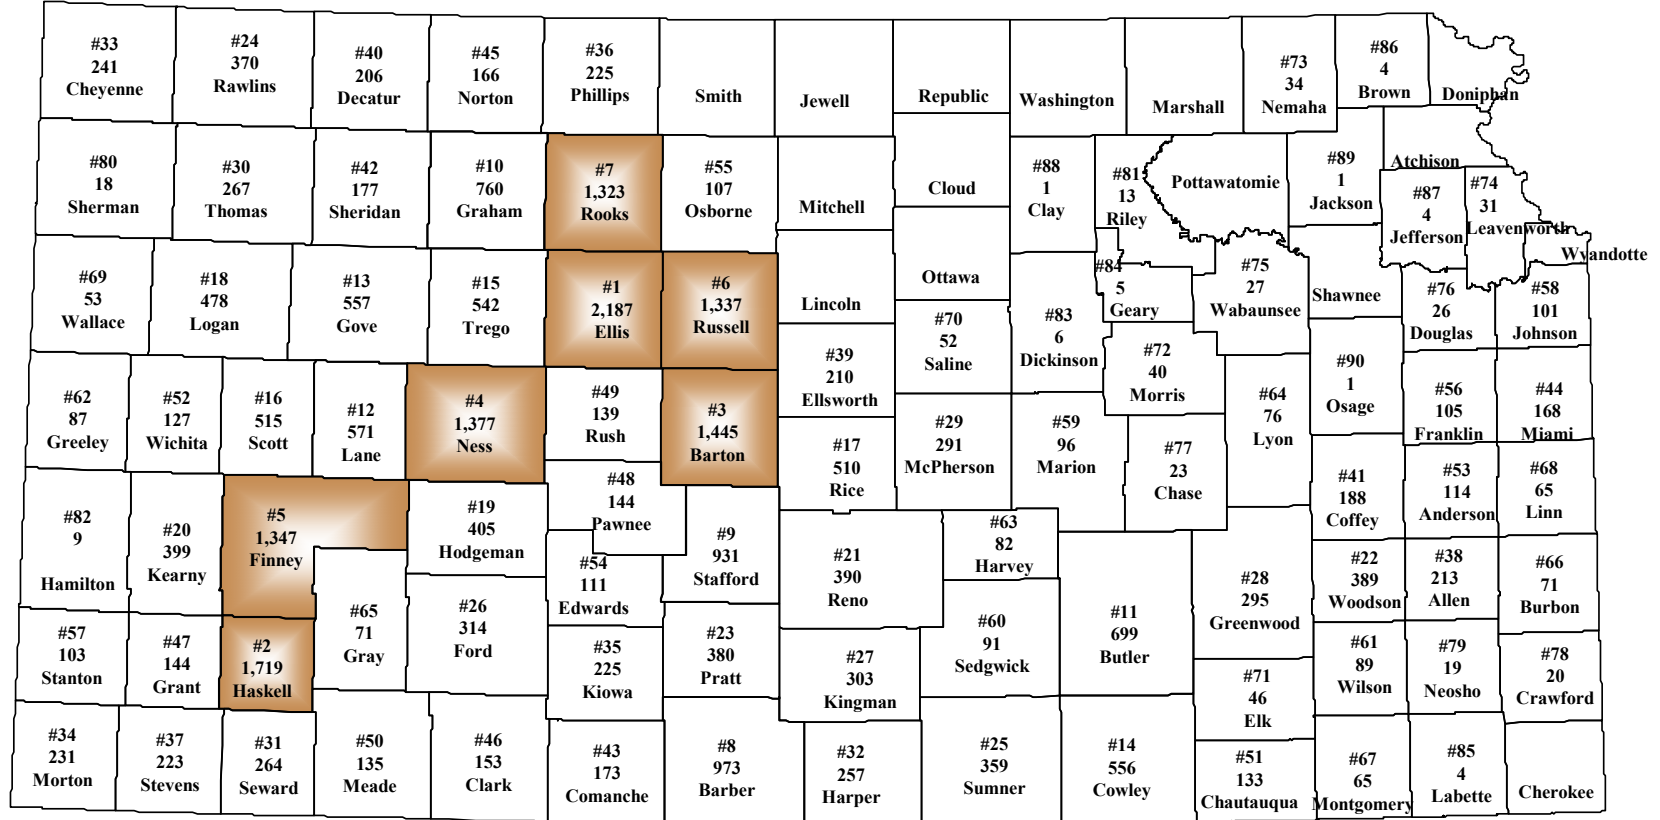 #33
241
Cheyenne
#24
370
Rawlins
#40
206
Decatur
#45
166
Norton
#36
225
Phillips
Smith
Jewell
Republic
Washington
Marshall
#73
34
Nemaha
#86
4
Brown
Doniphan
#80
18
Sherman
#30
267
Thomas
#42
177
Sheridan
#10
760
Graham
#7
1,323
Rooks
#55
107
Osborne
Mitchell
Cloud
#88
1
Clay
#81
13
Riley
Pottawatomie
#89
1
Jackson
Atchison
#87
4
Jefferson
#74
31
Leavenworth
Wyandotte
#69
53
Wallace
#18
478
Logan
#13
557
Gove
#15
542
Trego
#1
2,187
Ellis
#6
1,337
Russell
Lincoln
Ottawa
#70
52
Saline
#83
6
Dickinson
#84
5
Geary
#75
27
Wabaunsee
Shawnee
#76
26
Douglas
#58
101
Johnson
#62
87
Greeley
#52
127
Wichita
#16
515
Scott
#12
571
Lane
#4
1,377
Ness
#49
139
Rush
#3
1,445
Barton
#39
210
Ellsworth
#17
510
Rice
#29
291
McPherson
#59
96
Marion
#72
40
Morris
#77
23
Chase
#64
76
Lyon
#90
1
Osage
#56
105
Franklin
#44
168
Miami
#82
9
Hamilton
#20
399
Kearny
#5
1,347
Finney
#19
405
Hodgeman
#48
144
Pawnee
#54
111
Edwards
#9
931
Stafford
#21
390
Reno
#63
82
Harvey
#41
188
Coffey
#53
114
Anderson
#68
65
Linn
#57
103
Stanton
#47
144
Grant
#2
1,719
Haskell
#65
71
Gray
#26
314
Ford
#35
225
Kiowa
#23
380
Pratt
#27
303
Kingman
#60
91
Sedgwick
#11
699
Butler
#28
295
Greenwood
#22
389
Woodson
#38
213
Allen
#66
71
Burbon
#71
46
Elk
#61
89
Wilson
#79
19
Neosho
#78
20
Crawford
#34
231
Morton
#37
223
Stevens
#31
264
Seward
#50
135
Meade
#46
153
Clark
#43
173
Comanche
#8
973
Barber
#32
257
Harper
#25
359
Sumner
#14
556
Cowley
#51
133
Chautauqua
#67
65
Montgomery
#85
4
Labette
Cherokee